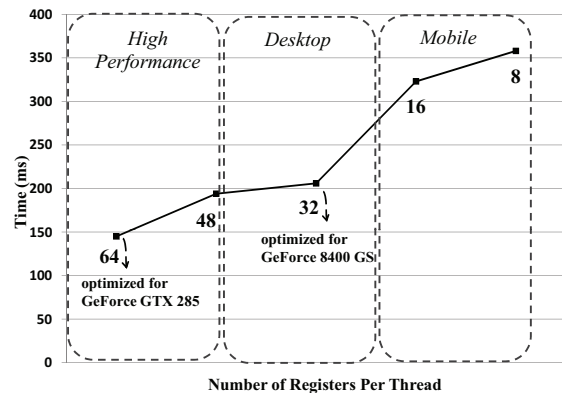 400
350
300
250
200
150
100
50
0
Time (ms)
High
Performance
Desktop
Mobile
64
48
32
16
8
optimized for
GeForce GTX 285
optimized for
GeForce 8400 GS
Number of Registers Per Thread